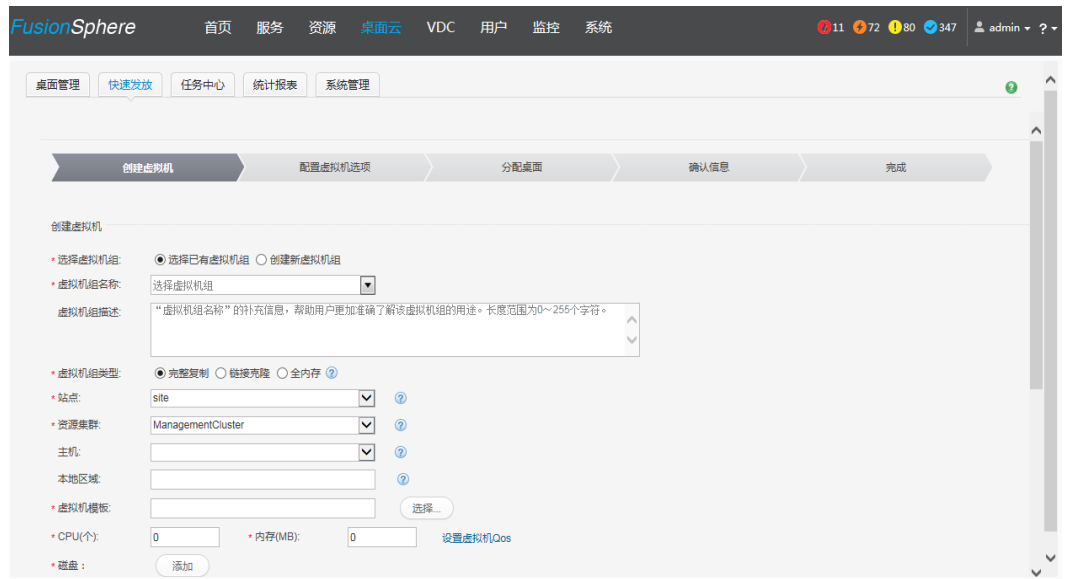 FusionSphere 首页 服务 资源 桌面云 VDC 用户 监控 系统 11 72 80 347 admin ?
桌面管理 快速发放 任务中心 统计报表 系统管理 ?
创建虚拟机 配置虚拟机选项 分配桌面 确认信息 完成
创建虚拟机
* 选择虚拟机组: 选择已有虚拟机组 创建新虚拟机组
* 虚拟机组名称: 选择虚拟机组
虚拟机组描述: “虚拟机组名称”的补充信息，帮助用户更加准确了解该虚拟机组的用途。长度范围为0～255个字符。
* 虚拟机组类型: 完整复制 链接克隆 全内存 ?
* 站点: site ?
* 资源集群: ManagementCluster ?
主机: ?
本地区域: ?
* 虚拟机模板: 选择...
* CPU(个): 0 * 内存(MB): 0 设置虚拟机Qos
* 磁盘： 添加